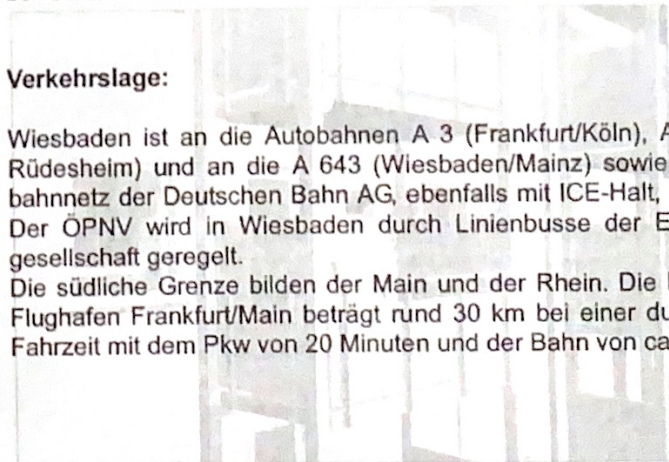 Verkehrslage:
Wiesbaden ist an die Autobahnen A 3 (Frankfurt/Köln), A
Rüdesheim) und an die A 643 (Wiesbaden/Mainz) sowie
bahnnetz der Deutschen Bahn AG, ebenfalls mit ICE-Halt,
Der ÖPNV wird in Wiesbaden durch Linienbusse der E
gesellschaft geregelt.
Die südliche Grenze bilden der Main und der Rhein. Die
Flughafen Frankfurt/Main beträgt rund 30 km bei einer du
Fahrzeit mit dem Pkw von 20 Minuten und der Bahn von ca